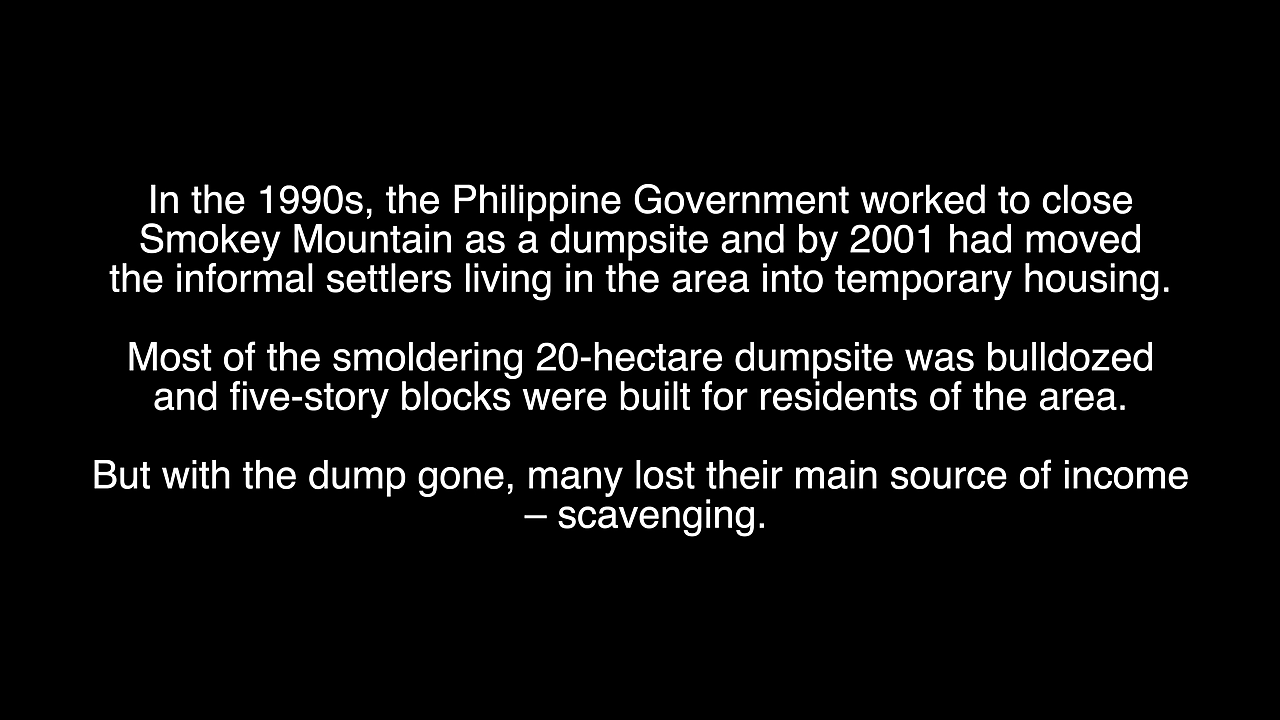 In the 1990s, the Philippine Government worked to close
Smokey Mountain as a dumpsite and by 2001 had moved
the informal settlers living in the area into temporary housing.
Most of the smoldering 20-hectare dumpsite was bulldozed
and five-story blocks were built for residents of the area.
But with the dump gone, many lost their main source of income
– scavenging.